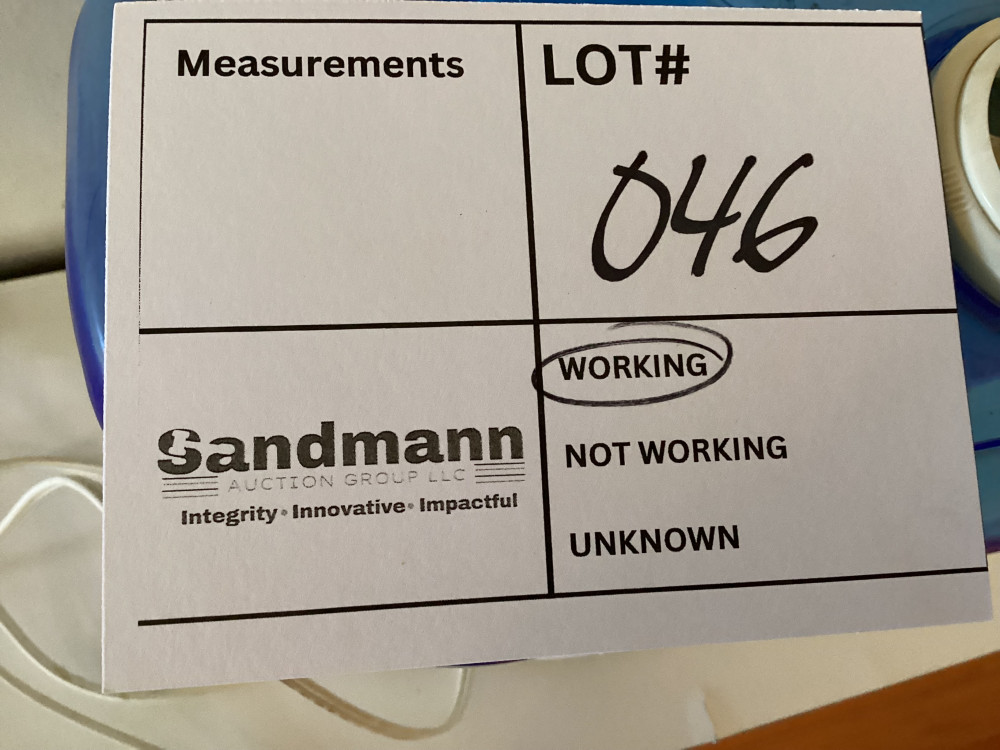 Measurements
LOT#
046
WORKING
NOT WORKING
UNKNOWN
Sandmann
AUCTION GROUP LLC
Integrity • Innovative • Impactful